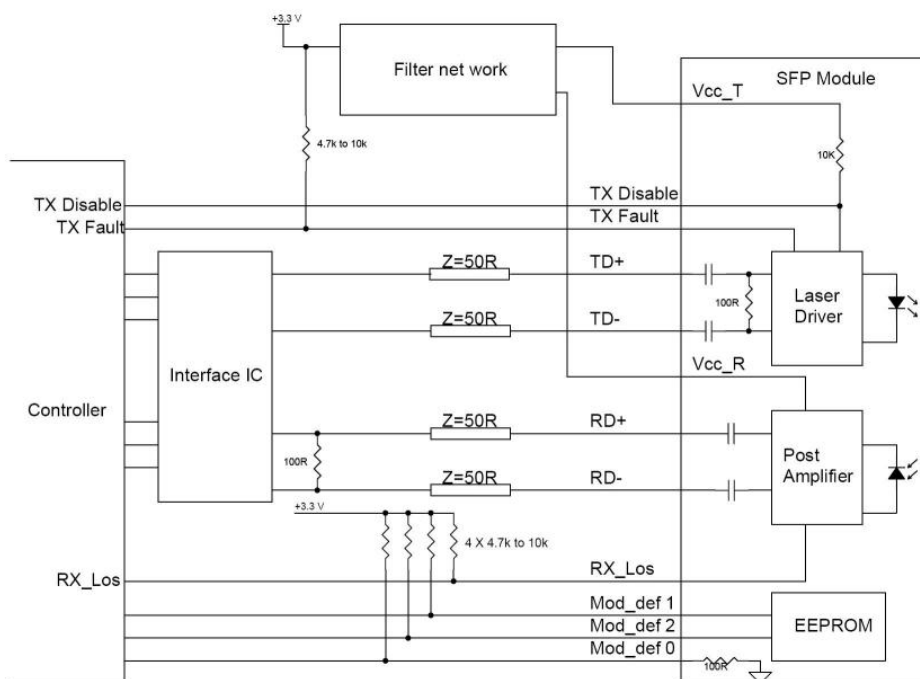 +3.3 V
Filter net work
SFP Module
Vcc_T
4.7k to 10k
10K
TX Disable
TX Disable
TX Fault
TX Fault
Z=50R
TD+
100R
Laser
Driver
Z=50R
TD-
Interface IC
Vcc_R
Controller
Z=50R
RD+
100R
Post
Amplifier
Z=50R
RD-
+3.3 V
4 X 4.7k to 10k
RX_Los
RX_Los
Mod_def 1
EEPROM
Mod_def 2
Mod_def 0
100R